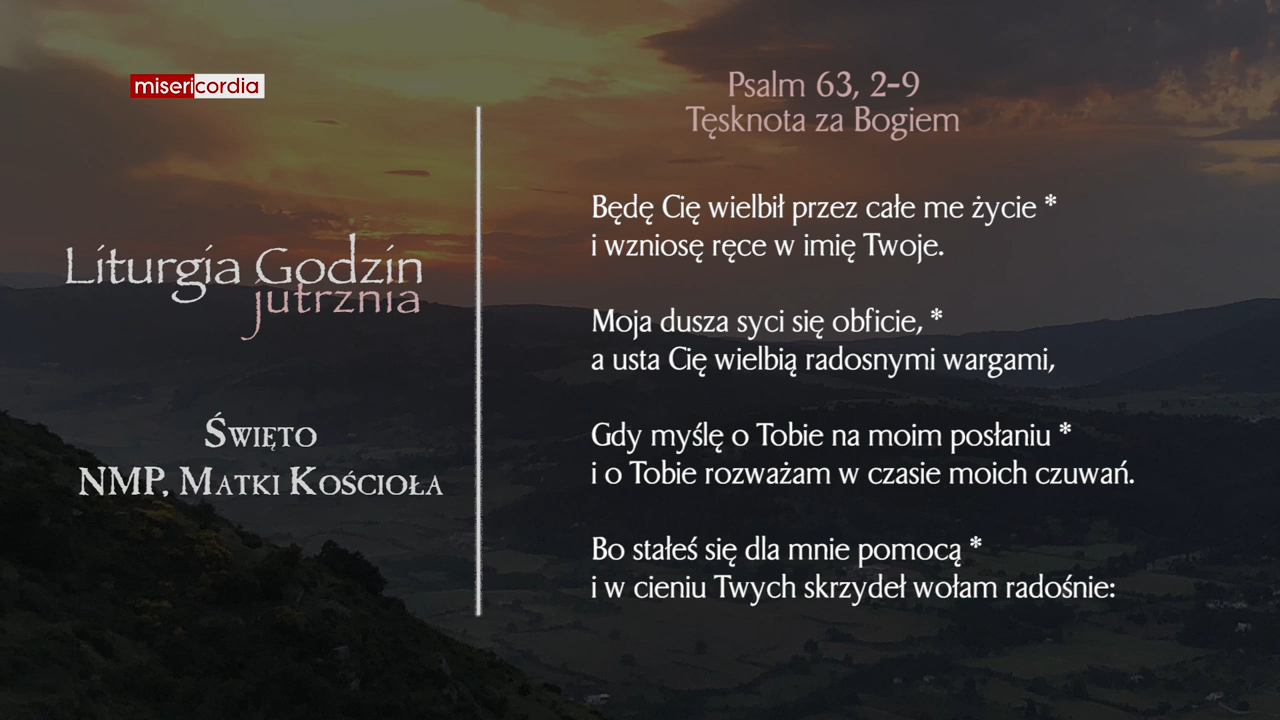 misericordia
Liturgia Godzin
jutrznia
Święto
NMP, Matki Kościoła
Psalm 63, 2-9
Tęsknota za Bogiem
Będę Cię wielbił przez całe me życie *
i wzniosę ręce w imię Twoje.
Moja dusza syci się obficie, *
a usta Cię wielbią radosnymi wargami,
Gdy myślę o Tobie na moim posłaniu *
i o Tobie rozważam w czasie moich czuwań.
Bo stałeś się dla mnie pomocą *
i w cieniu Twych skrzydeł wołam radośnie: